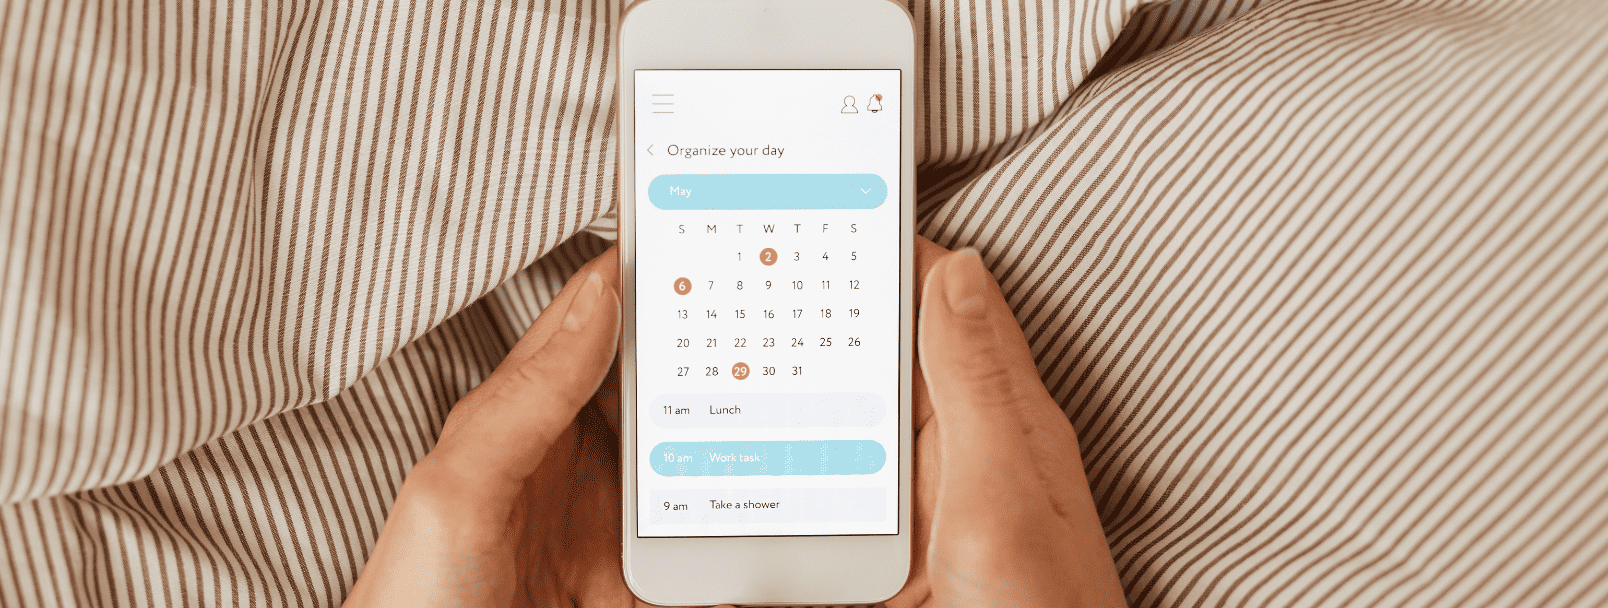 Organize your day
May
S M T W T F S
1 2 3 4 5
6 7 8 9 10 11 12
13 14 15 16 17 18 19
20 21 22 23 24 25 26
27 28 29 30 31
11 am Lunch
10 am Work task
9 am Take a shower